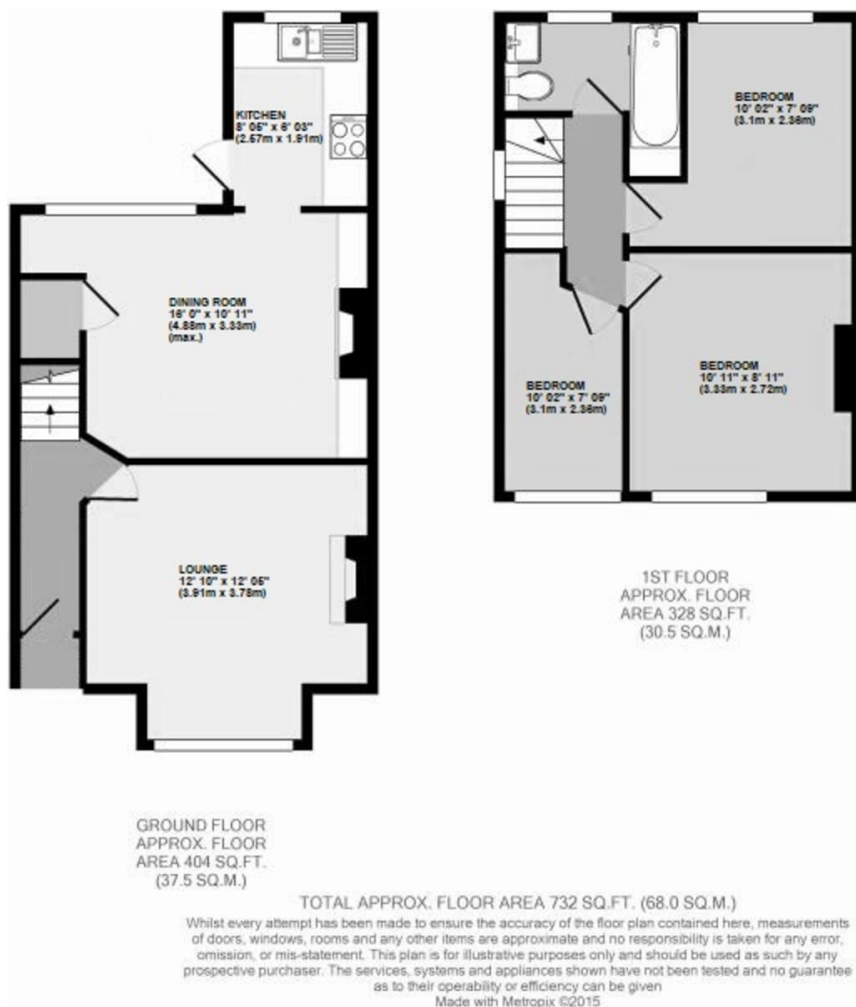 KITCHEN
8' 05" x 6' 03"
(2.57m x 1.91m)
DINING ROOM
16' 0" x 10' 11"
(4.88m x 3.33m)
(max.)
LOUNGE
12' 10" x 12' 05"
(3.91m x 3.78m)
GROUND FLOOR
APPROX. FLOOR
AREA 404 SQ.FT.
(37.5 SQ.M.)
BEDROOM
10' 02" x 7' 09"
(3.1m x 2.36m)
BEDROOM
10' 11" x 8' 11"
(3.33m x 2.72m)
BEDROOM
10' 02" x 7' 09"
(3.1m x 2.36m)
1ST FLOOR
APPROX. FLOOR
AREA 328 SQ.FT.
(30.5 SQ.M.)
TOTAL APPROX. FLOOR AREA 732 SQ.FT. (68.0 SQ.M.)
Whilst every attempt has been made to ensure the accuracy of the floor plan contained here, measurements
of doors, windows, rooms and any other items are approximate and no responsibility is taken for any error,
omission, or mis-statement. This plan is for illustrative purposes only and should be used as such by any
prospective purchaser. The services, systems and appliances shown have not been tested and no guarantee
as to their operability or efficiency can be given
Made with Metropix ©2015